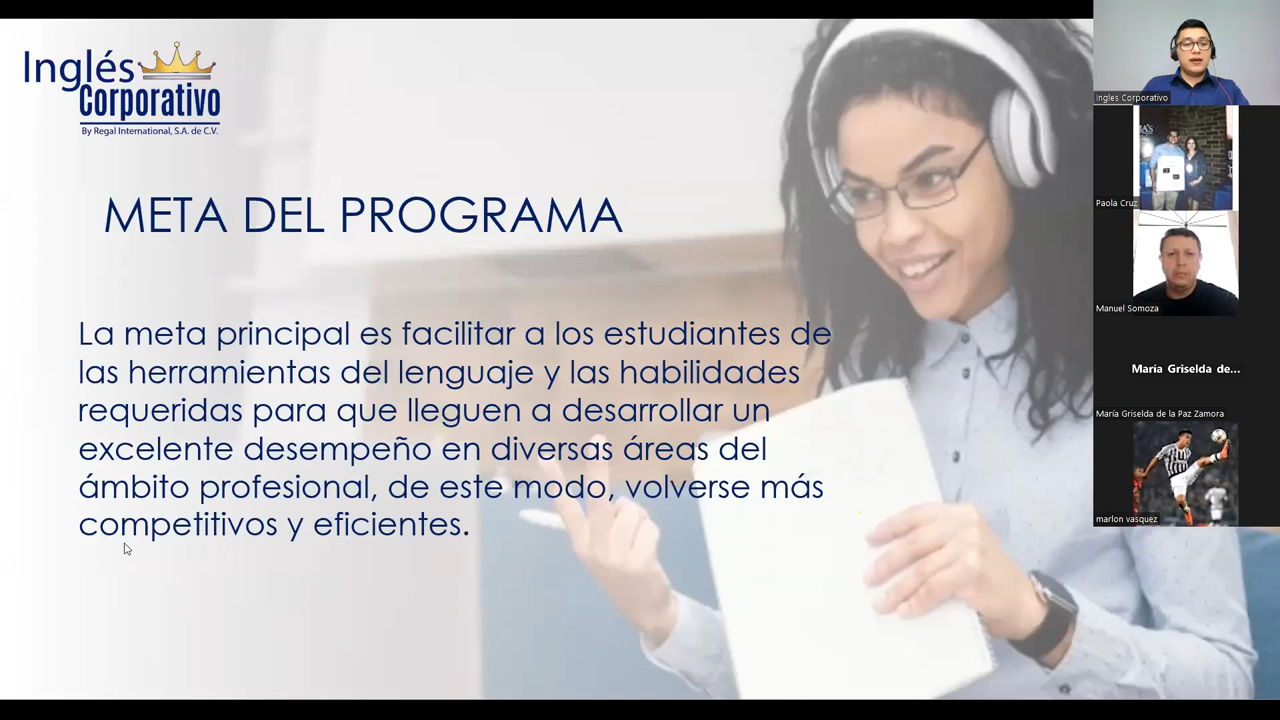 Inglés
Corporativo
By Regal International, S.A. de C.V.
META DEL PROGRAMA
La meta principal es facilitar a los estudiantes de
las herramientas del lenguaje y las habilidades
requeridas para que lleguen a desarrollar un
excelente desempeño en diversas áreas del
ámbito profesional, de este modo, volverse más
competitivos y eficientes.
Ingles Corporativo
Paola Cruz
Manuel Somoza
María Griselda de...
María Griselda de la Paz Zamora
marlon vasquez